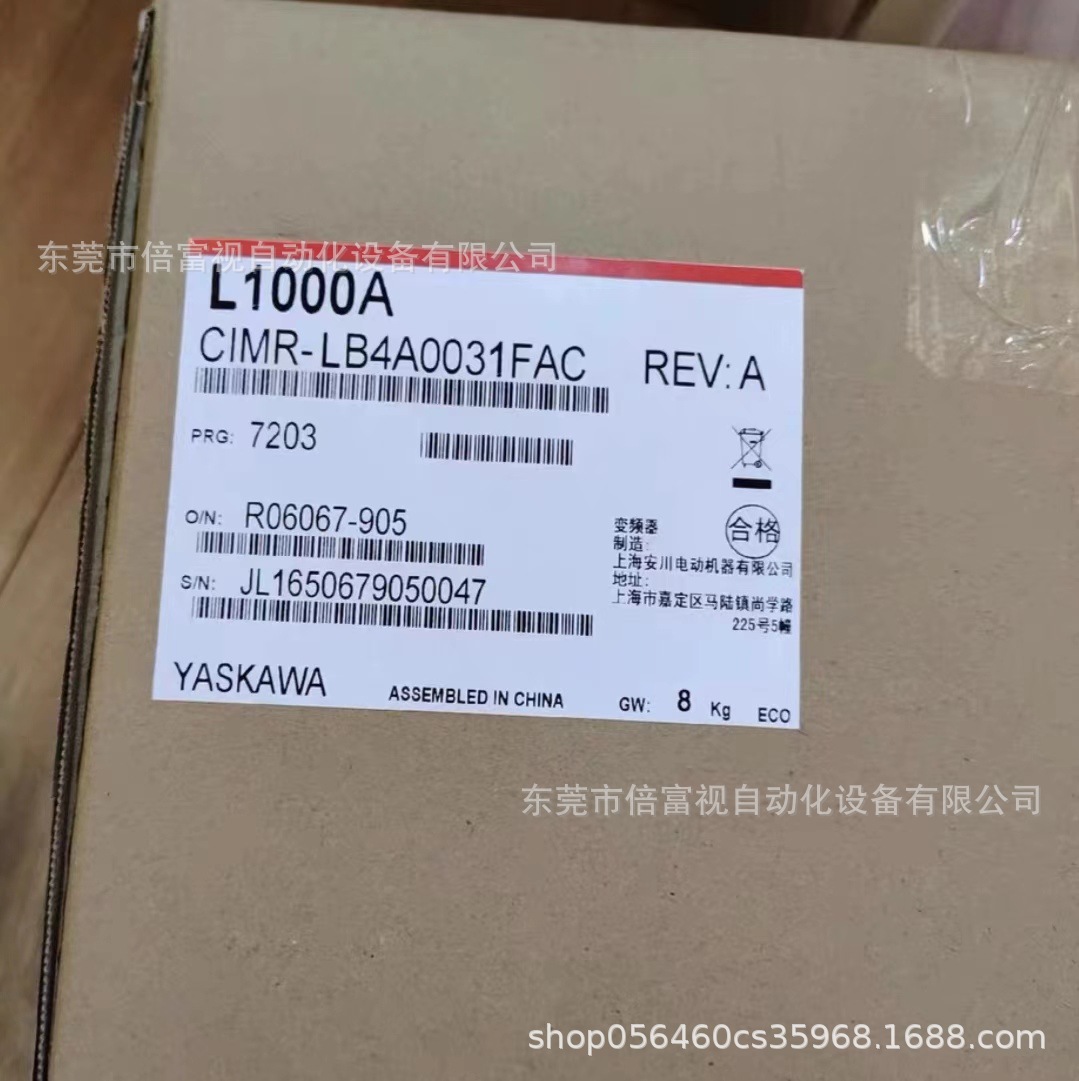 东莞市倍富视自动化设备有限公司
L1000A
CIMR-LB4A0031FAC REV: A
PRG: 7203
O/N: R06067-905
合格
变频器
制造:
上海安川电动机器有限公司
地址:
上海市嘉定区马陆镇尚学路
225号5幢
S/N: JL1650679050047
YASKAWA ASSEMBLED IN CHINA GW: 8 Kg ECO
东莞市倍富视自动化设备有限公司
shop056460cs35968.1688.com